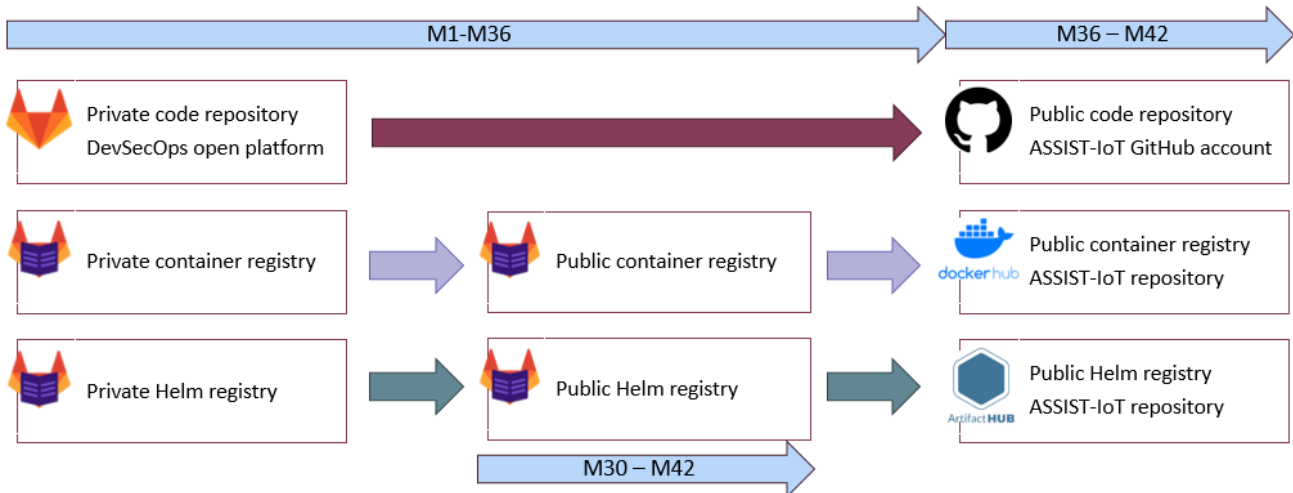 M1-M36
M36 – M42
Private code repository
DevSecOps open platform
Public code repository
ASSIST-IoT GitHub account
Private container registry
Public container registry
dockerhub
Public container registry
ASSIST-IoT repository
Private Helm registry
Public Helm registry
Artifact HUB
Public Helm registry
ASSIST-IoT repository
M30 – M42